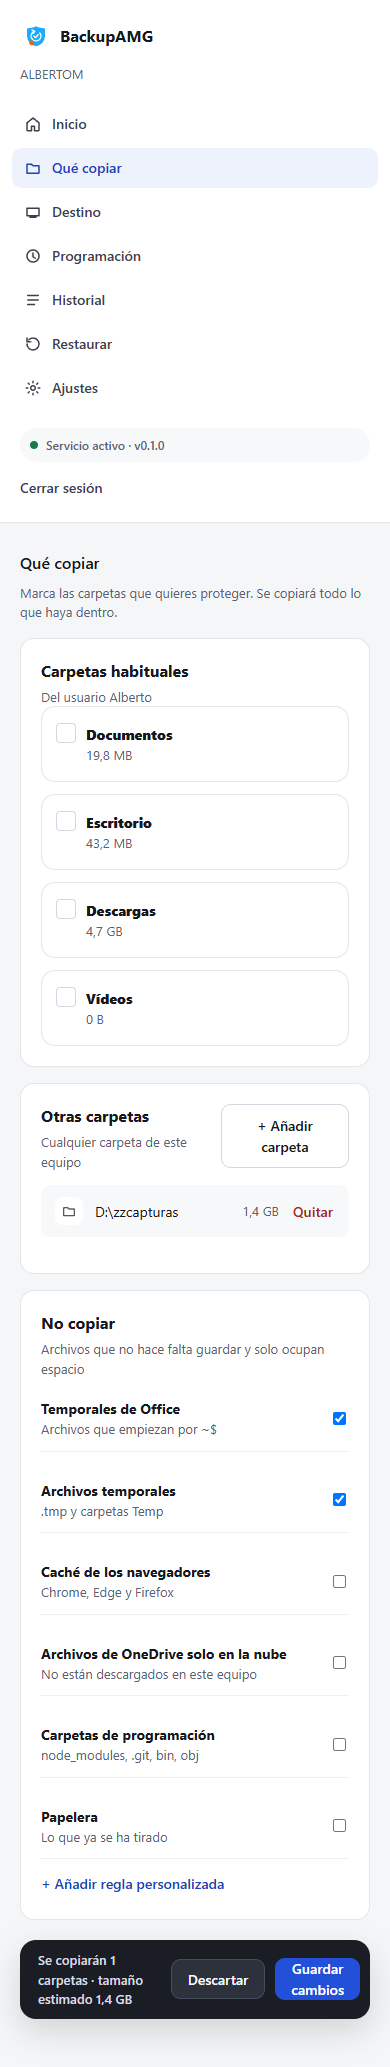 BackupAMG
ALBERTOM
Inicio
Qué copiar
Destino
Programación
Historial
Restaurar
Ajustes
Servicio activo · v0.1.0
Cerrar sesión
Qué copiar
Marca las carpetas que quieres proteger. Se copiará todo lo
que haya dentro.
Carpetas habituales
Del usuario Alberto
Documentos
19,8 MB
Escritorio
43,2 MB
Descargas
4,7 GB
Vídeos
0 B
Otras carpetas
Cualquier carpeta de este
equipo
+ Añadir
carpeta
D:\zzcapturas 1,4 GB Quitar
No copiar
Archivos que no hace falta guardar y solo ocupan
espacio
Temporales de Office
Archivos que empiezan por ~$
Archivos temporales
.tmp y carpetas Temp
Caché de los navegadores
Chrome, Edge y Firefox
Archivos de OneDrive solo en la nube
No están descargados en este equipo
Carpetas de programación
node_modules, .git, bin, obj
Papelera
Lo que ya se ha tirado
+ Añadir regla personalizada
Se copiarán 1
carpetas · tamaño
estimado 1,4 GB
Descartar
Guardar
cambios